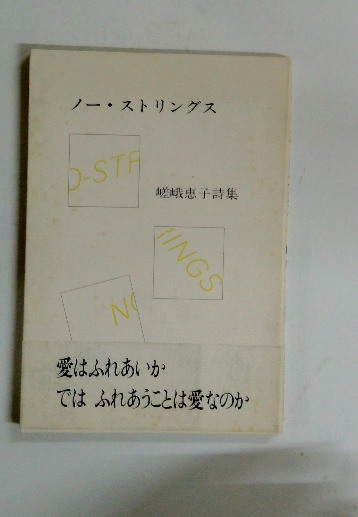 ノー・ストリングス
O-STR
嵯峨恵子詩集
RINGS
NO
愛はふれあいか
では ふれあうことは愛なのか